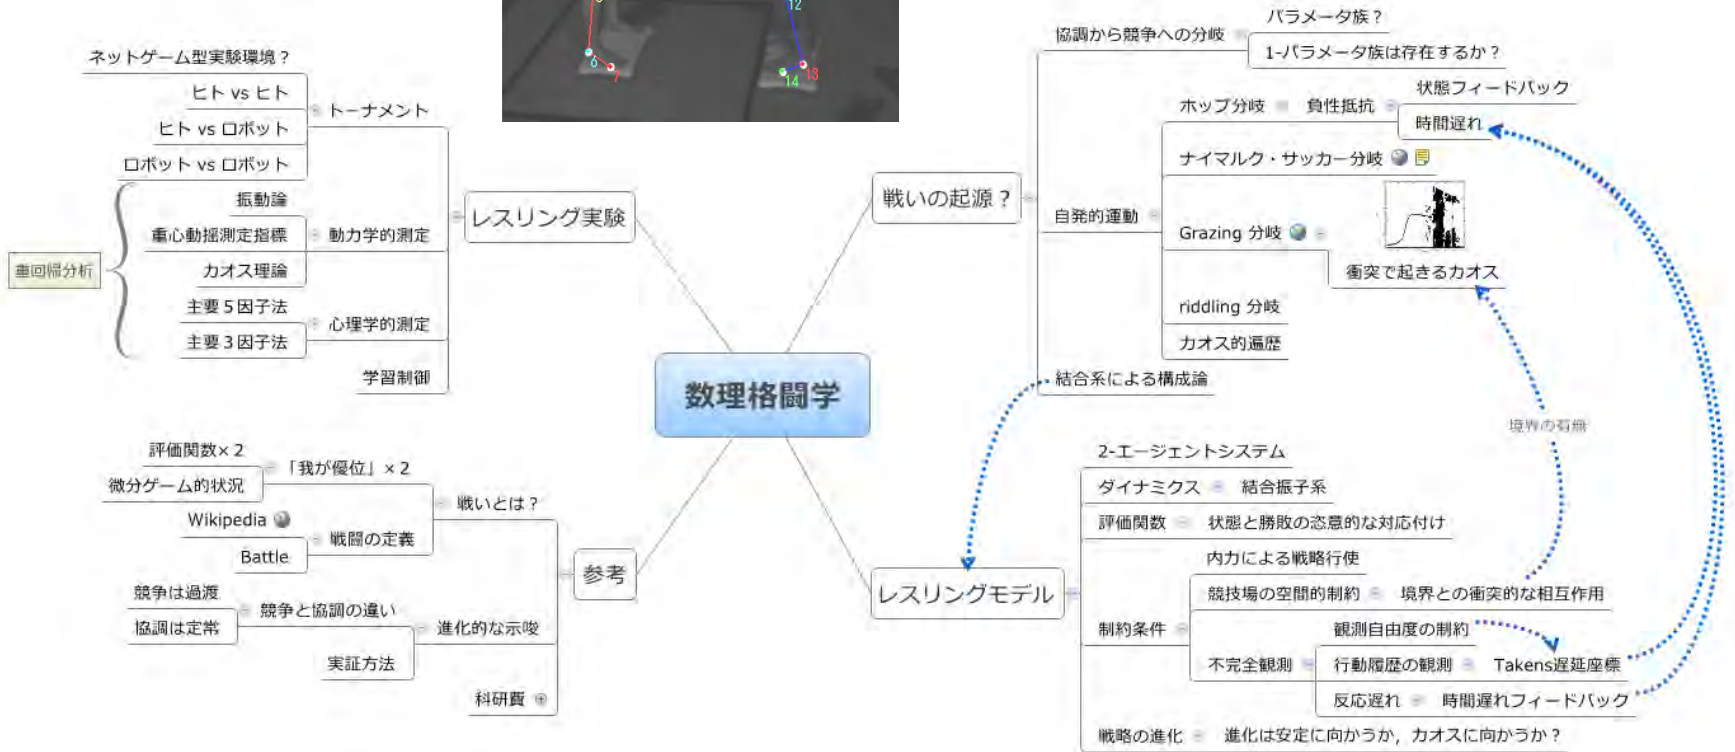 数理格闘学
レスリング実験
トーナメント
ネットゲーム型実験環境？
ヒト vs ヒト
ヒト vs ロボット
ロボット vs ロボット
動力学的測定
振動論
重心動揺測定指標
カオス理論
心理学的測定
主要５因子法
主要３因子法
重回帰分析
学習制御
6
7
12
13
14
参考
戦いとは？
「我が優位」× 2
評価関数× 2
微分ゲーム的状況
戦闘の定義
Wikipedia
Battle
進化的な示唆
競争と協調の違い
競争は過渡
協調は定常
実証方法
科研費
戦いの起源？
協調から競争への分岐
パラメータ族？
1-パラメータ族は存在するか？
自発的運動
ホップ分岐
負性抵抗
状態フィードバック
時間遅れ
ナイマルク・サッカー分岐
Grazing 分岐
衝突で起きるカオス
riddling 分岐
カオス的遍歴
結合系による構成論
境界の有無
レスリングモデル
2-エージェントシステム
ダイナミクス
結合振子系
評価関数
状態と勝敗の恣意的な対応付け
制約条件
内力による戦略行使
競技場の空間的制約
境界との衝突的な相互作用
不完全観測
観測自由度の制約
行動履歴の観測
Takens遅延座標
反応遅れ
時間遅れフィードバック
戦略の進化
進化は安定に向かうか，カオスに向かうか？